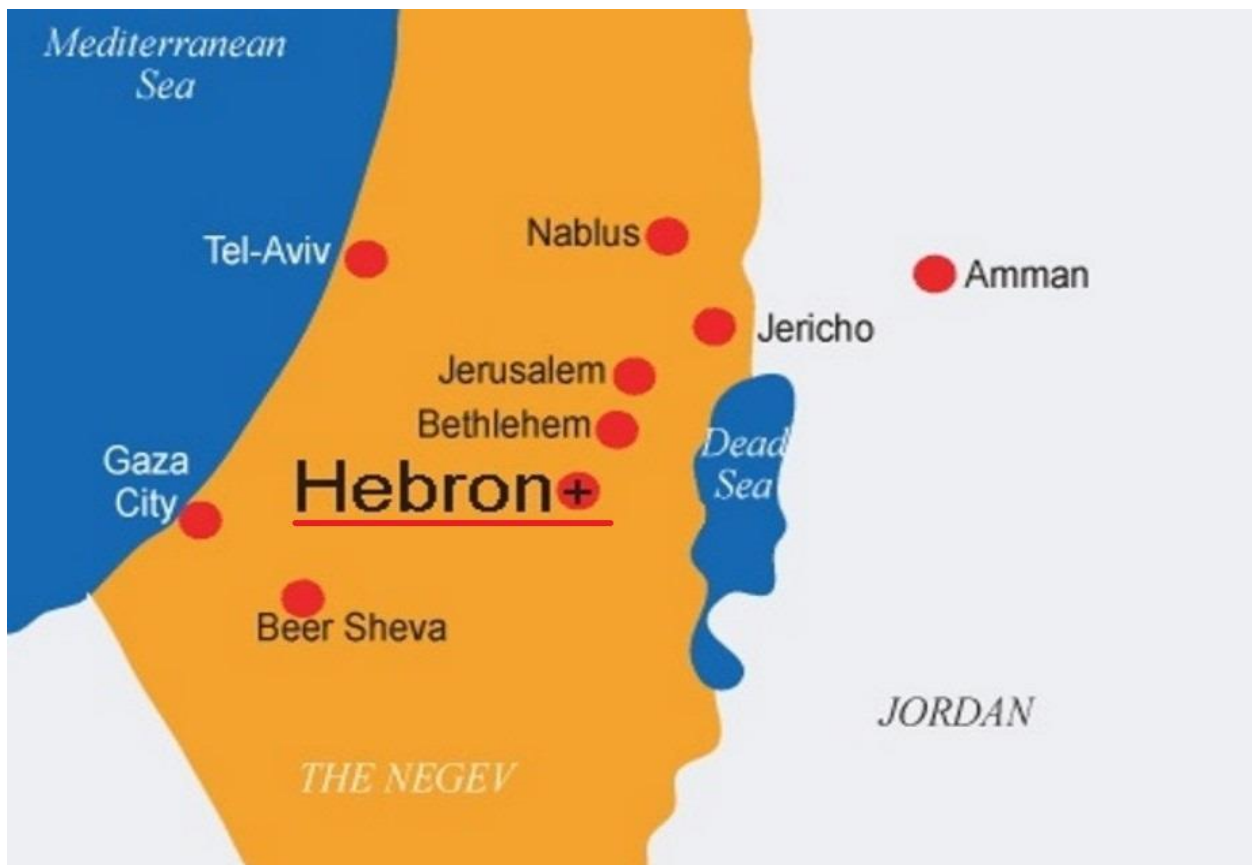 Mediterranean
Sea
Nablus
Tel-Aviv
Amman
Jericho
Jerusalem
Bethlehem
Dead
Sea
Gaza
City
Hebron+
Beer Sheva
JORDAN
THE NEGEV